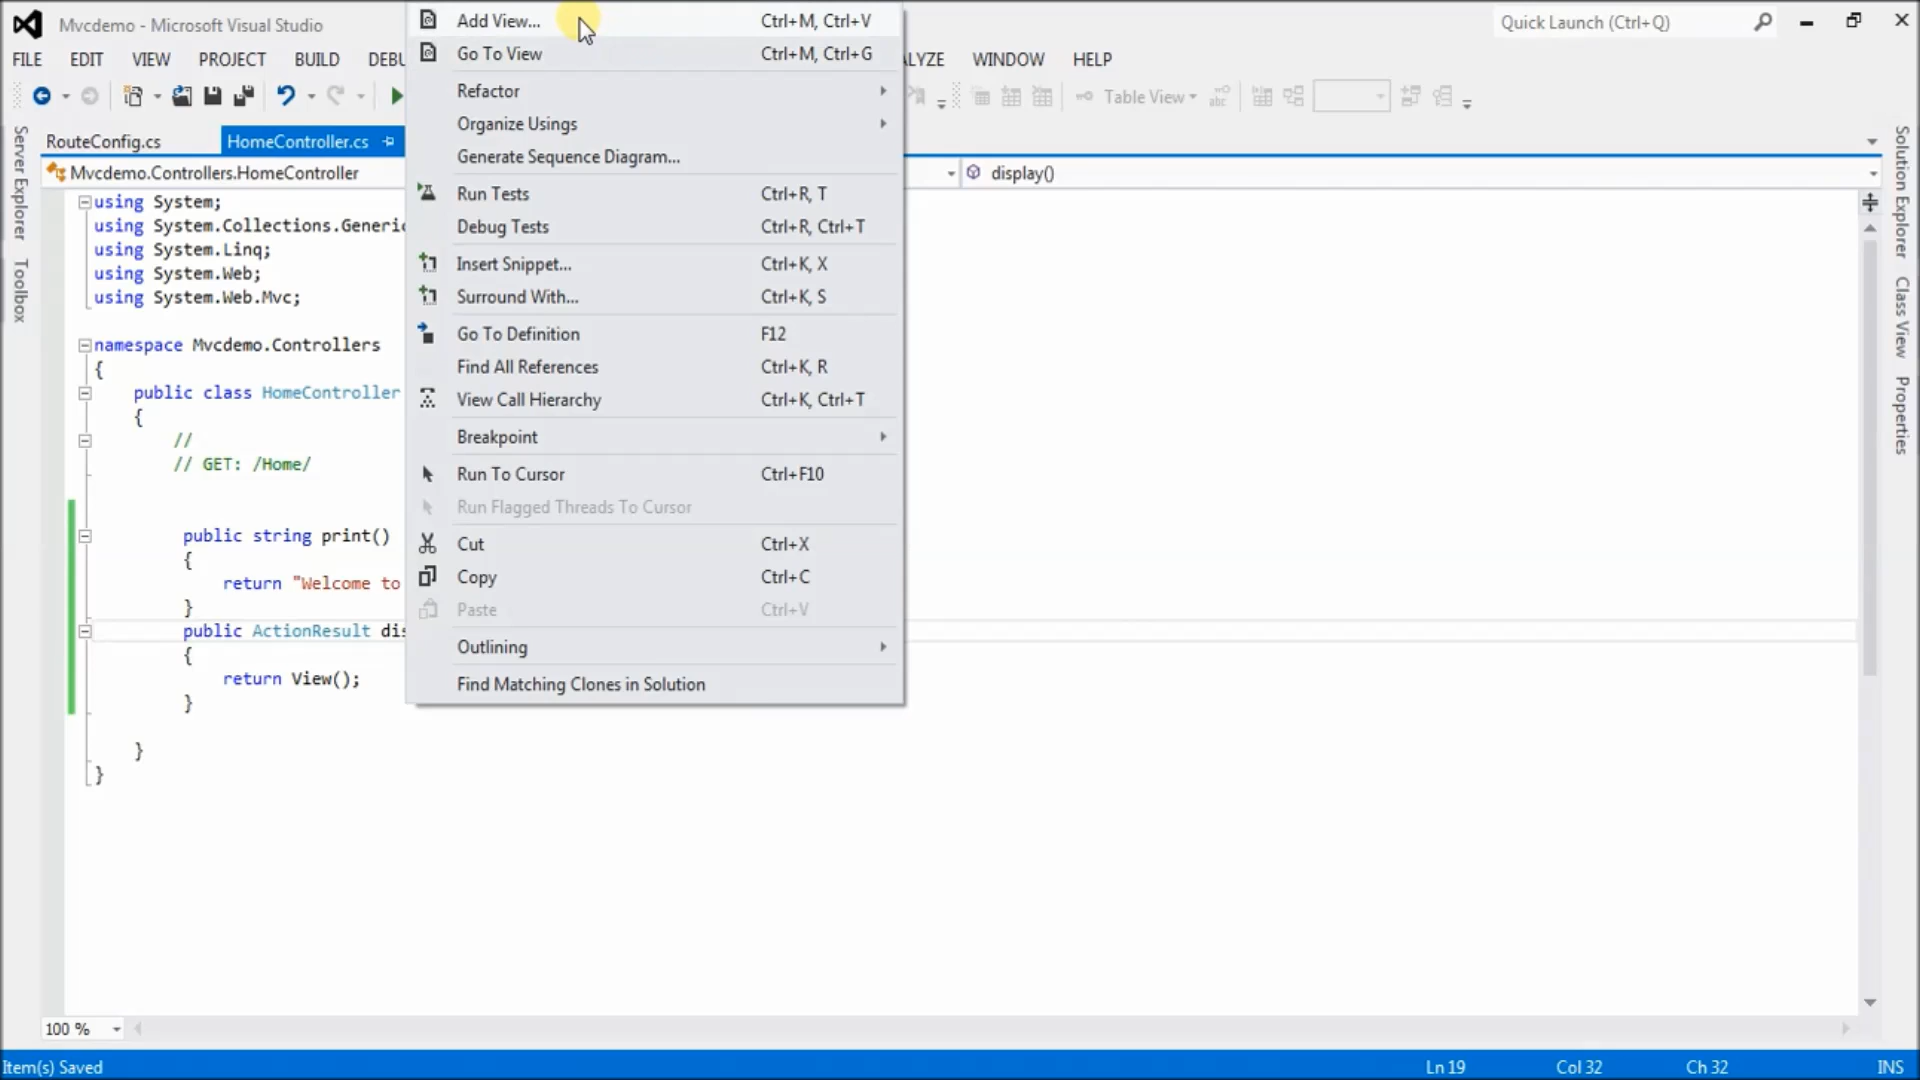 Mvcdemo - Microsoft Visual Studio
Quick Launch (Ctrl+Q)
FILE EDIT VIEW PROJECT BUILD DEBU LYZE WINDOW HELP
Table View
abc
RouteConfig.cs
HomeController.cs
Mvcdemo.Controllers.HomeController
display()
Server Explorer
Toolbox
using System;
using System.Collections.Generic
using System.Linq;
using System.Web;
using System.Web.Mvc;
namespace Mvcdemo.Controllers
{
public class HomeController
{
//
// GET: /Home/
public string print()
{
return "Welcome to
}
public ActionResult dis
{
return View();
}
}
}
Add View... Ctrl+M, Ctrl+V
Go To View Ctrl+M, Ctrl+G
Refactor
Organize Usings
Generate Sequence Diagram...
Run Tests Ctrl+R, T
Debug Tests Ctrl+R, Ctrl+T
Insert Snippet... Ctrl+K, X
Surround With... Ctrl+K, S
Go To Definition F12
Find All References Ctrl+K, R
View Call Hierarchy Ctrl+K, Ctrl+T
Breakpoint
Run To Cursor Ctrl+F10
Run Flagged Threads To Cursor
Cut Ctrl+X
Copy Ctrl+C
Paste Ctrl+V
Outlining
Find Matching Clones in Solution
Solution Explorer
Class View
Properties
100 %
Item(s) Saved
Ln 19 Col 32 Ch 32 INS